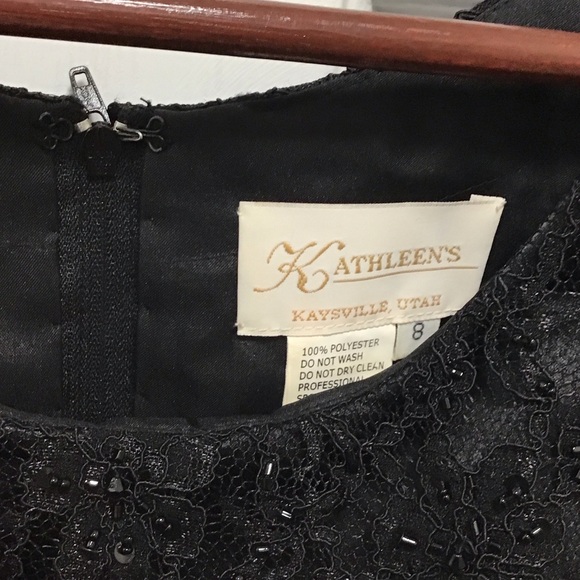 KATHLEEN'S
KAYSVILLE, UTAH
8
100% POLYESTER
DO NOT WASH
DO NOT DRY CLEAN
PROFESSIONAL